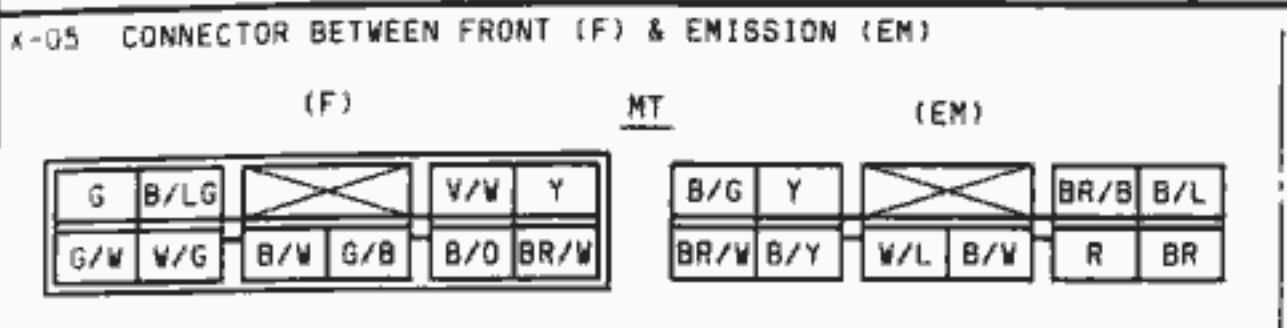 X-05 CONNECTOR BETWEEN FRONT (F) & EMISSION (EM)
(F) MT (EM)
G B/LG V/W Y B/G Y BR/B B/L
G/W W/G B/W G/B B/O BR/W BR/W B/Y W/L B/W R BR